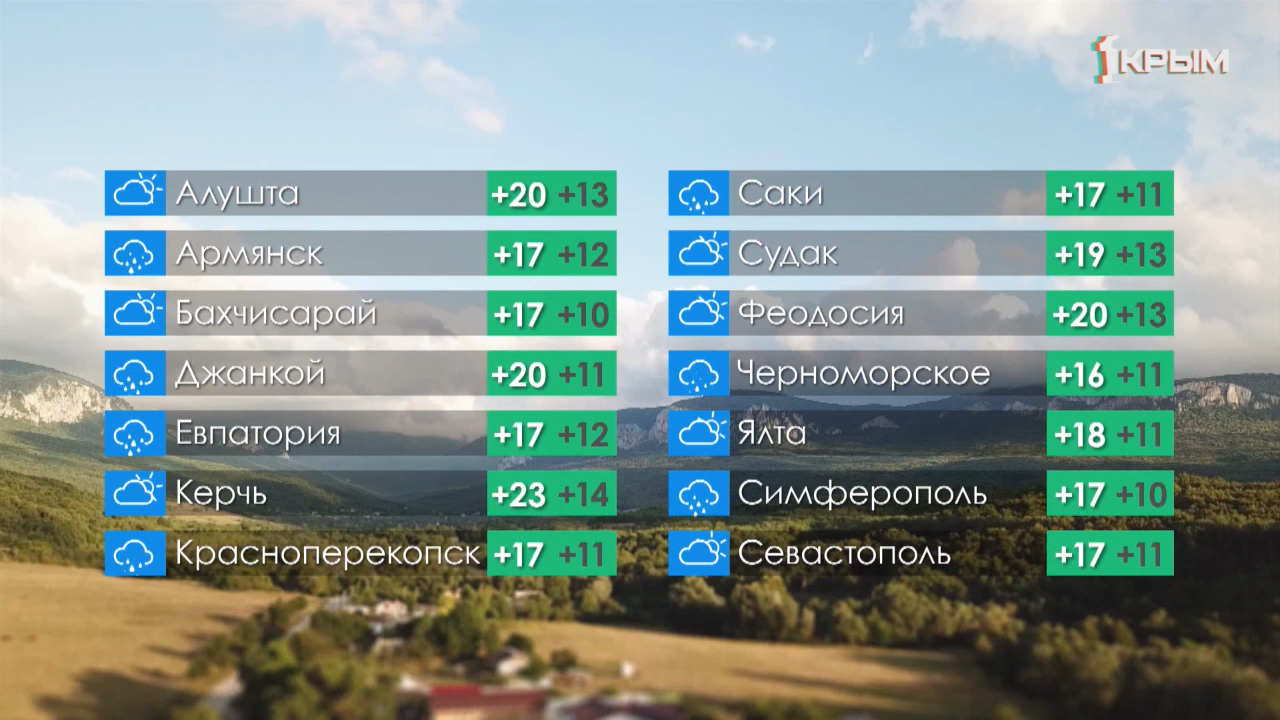 1 КРЫМ
Алушта +20 +13
Армянск +17 +12
Бахчисарай +17 +10
Джанкой +20 +11
Евпатория +17 +12
Керчь +23 +14
Красноперекопск +17 +11
Саки +17 +11
Судак +19 +13
Феодосия +20 +13
Черноморское +16 +11
Ялта +18 +11
Симферополь +17 +10
Севастополь +17 +11